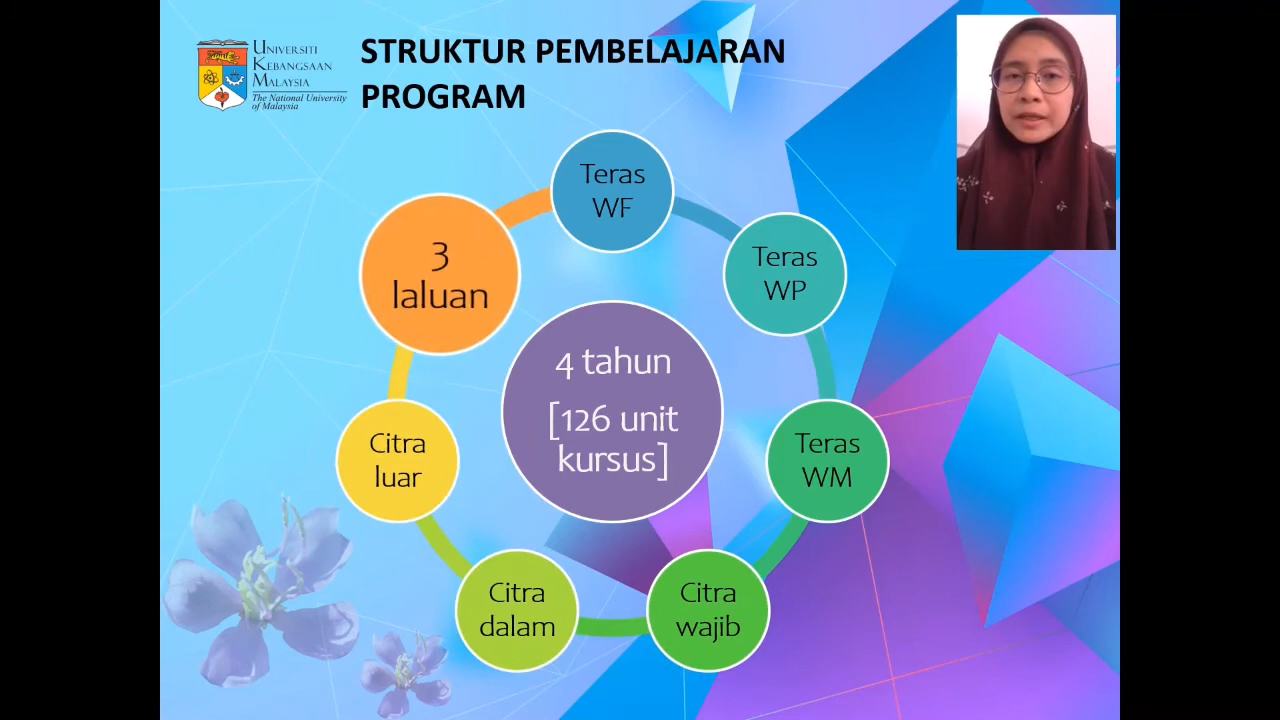 UNIVERSITI
KEBANGSAAN
MALAYSIA
The National University
of Malaysia
STRUKTUR PEMBELAJARAN
PROGRAM
Teras
WF
Teras
WP
Teras
WM
Citra
wajib
Citra
dalam
Citra
luar
3
laluan
4 tahun
[126 unit
kursus]